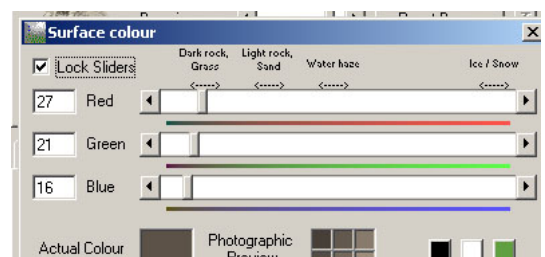 Surface colour
Lock Sliders
Dark rock, Grass
Light rock, Sand
Water haze
Ice / Snow
<----->
<----->
<----->
<----->
27 Red
21 Green
16 Blue
Actual Colour
Photographic
Preview